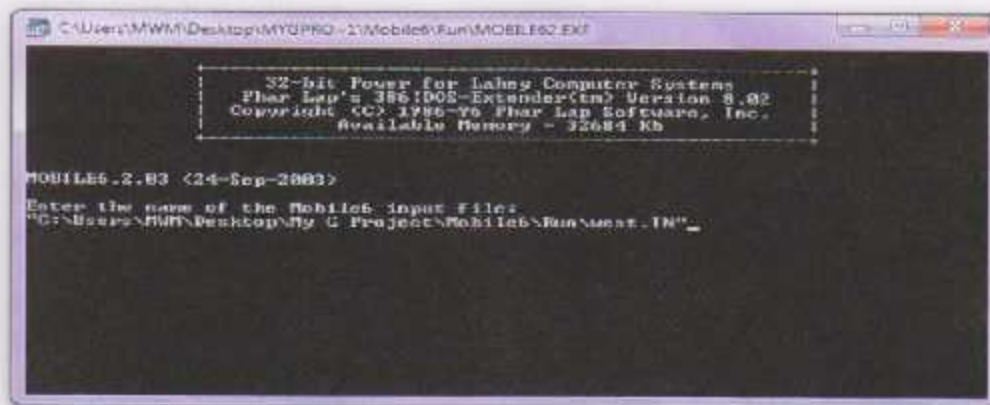 C:\Users\MWM\Desktop\MYGPRO~1\Mobile6\Run\MOBILE62.EXE
32-bit Power for Lahey Computer Systems
Phar Lap's 386|DOS-Extender(tm) Version 8.02
Copyright (C) 1986-96 Phar Lap Software, Inc.
Available Memory = 32684 Kb
MOBILE6.2.03 <24-Sep-2003>
Enter the name of the Mobile6 input file:
"C:\Users\MWM\Desktop\My G Project\Mobile6\Run\west.IN"_